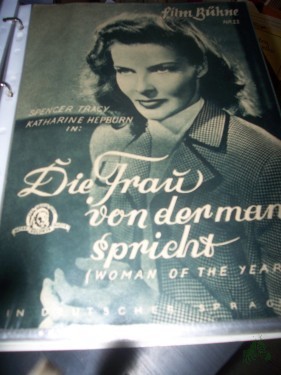 Film Bühne
SPENCER TRACY
KATHARINE HEPBURN
IN:
Die Frau
von der man
spricht
(WOMAN OF THE YEAR
IN DEUTSCHER SPRAC